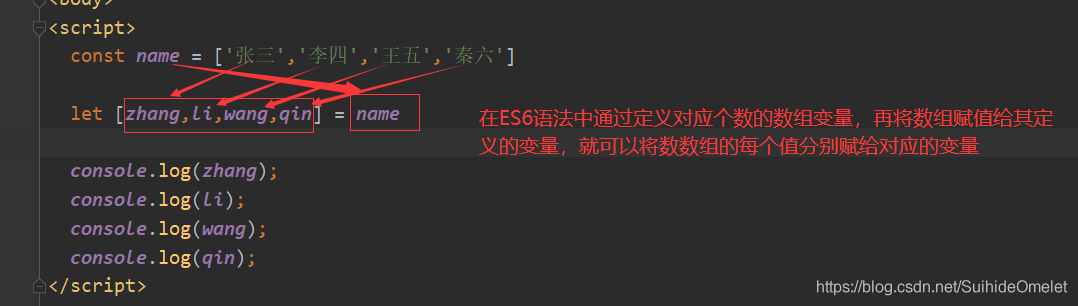 <body>
<script>
const name = ['张三','李四','王五','秦六']
let [zhang,li,wang,qin] = name
在ES6语法中通过定义对应个数的数组变量，再将数组赋值给其定
义的变量，就可以将数数组的每个值分别赋给对应的变量
console.log(zhang);
console.log(li);
console.log(wang);
console.log(qin);
</script>
https://blog.csdn.net/SuihideOmelet